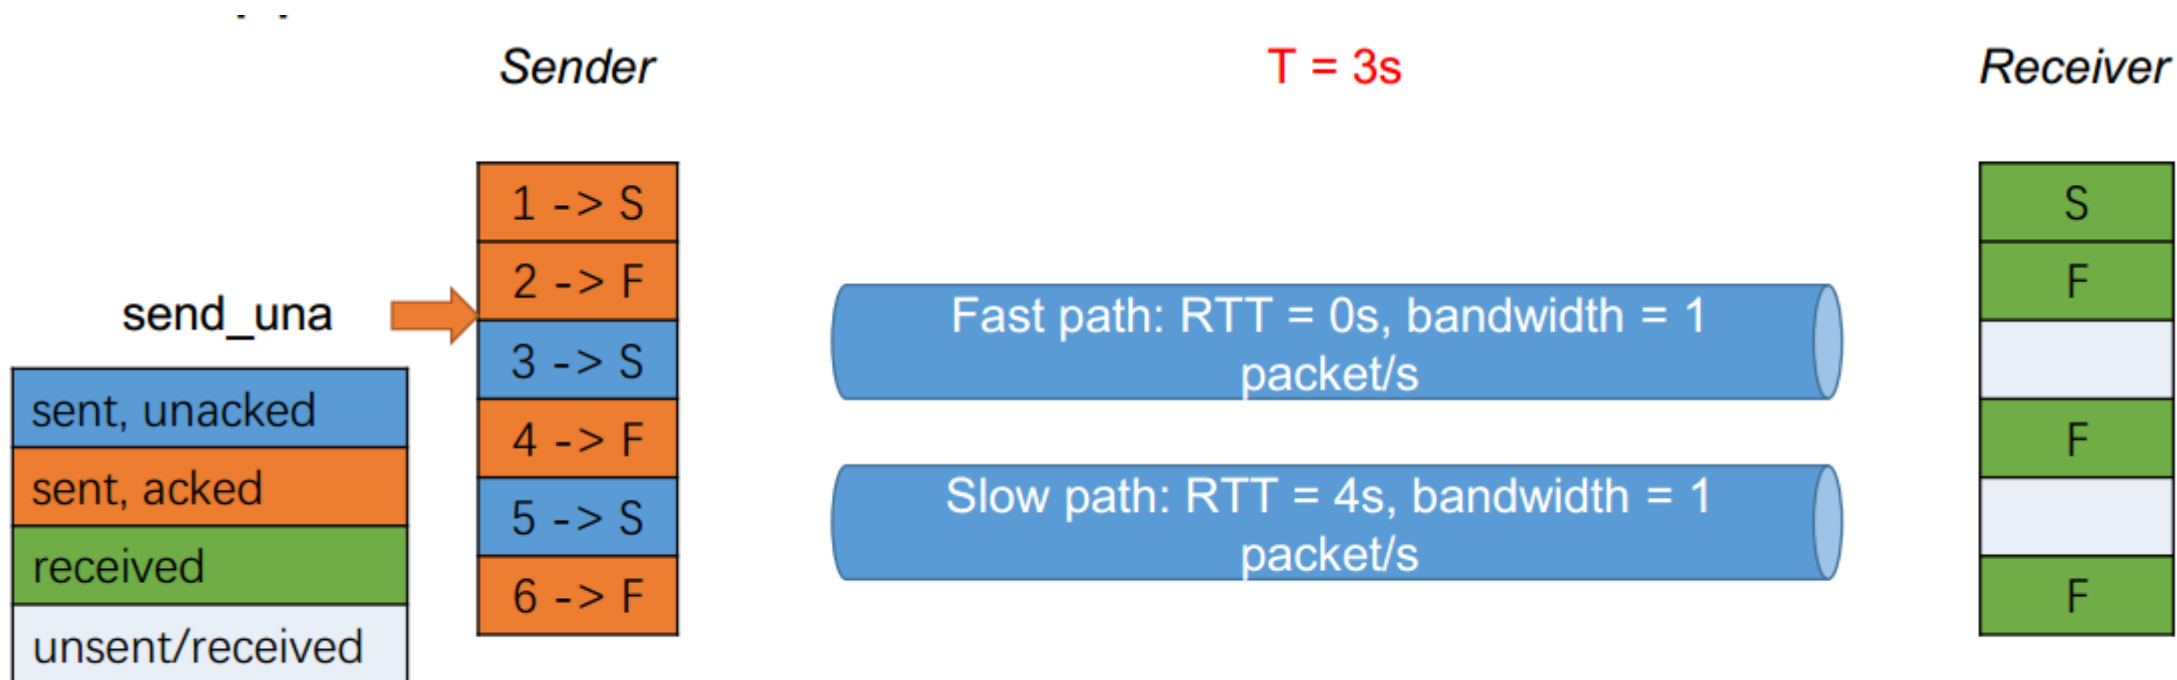 Sender
T = 3s
Receiver
1 -> S
S
2 -> F
F
send_una
Fast path: RTT = 0s, bandwidth = 1
packet/s
3 -> S
sent, unacked
4 -> F
F
sent, acked
Slow path: RTT = 4s, bandwidth = 1
packet/s
5 -> S
received
6 -> F
F
unsent/received